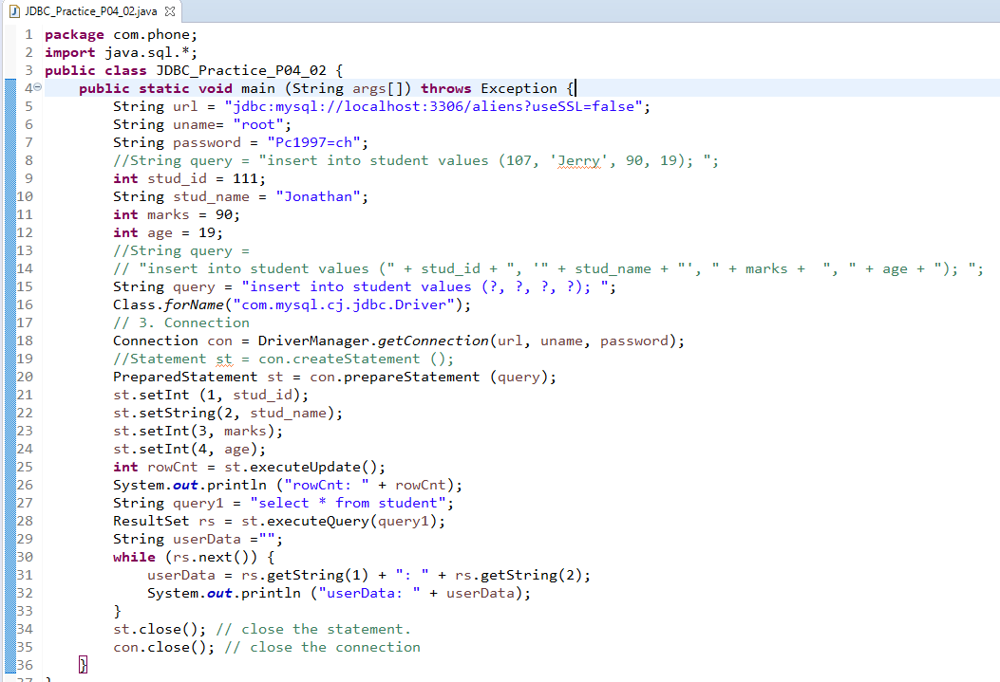 JDBC_Practice_P04_02.java
1 package com.phone;
2 import java.sql.*;
3 public class JDBC_Practice_P04_02 {
4 public static void main (String args[]) throws Exception {
5 String url = "jdbc:mysql://localhost:3306/aliens?useSSL=false";
6 String uname= "root";
7 String password = "Pc1997=ch";
8 //String query = "insert into student values (107, 'Jerry', 90, 19); ";
9 int stud_id = 111;
10 String stud_name = "Jonathan";
11 int marks = 90;
12 int age = 19;
13 //String query =
14 // "insert into student values (" + stud_id + ", '" + stud_name + "', " + marks +  ", " + age + "); ";
15 String query = "insert into student values (?, ?, ?, ?); ";
16 Class.forName("com.mysql.cj.jdbc.Driver");
17 // 3. Connection
18 Connection con = DriverManager.getConnection(url, uname, password);
19 //Statement st = con.createStatement ();
20 PreparedStatement st = con.prepareStatement (query);
21 st.setInt (1, stud_id);
22 st.setString(2, stud_name);
23 st.setInt(3, marks);
24 st.setInt(4, age);
25 int rowCnt = st.executeUpdate();
26 System.out.println ("rowCnt: " + rowCnt);
27 String query1 = "select * from student";
28 ResultSet rs = st.executeQuery(query1);
29 String userData ="";
30 while (rs.next()) {
31 userData = rs.getString(1) + ": " + rs.getString(2);
32 System.out.println ("userData: " + userData);
33 }
34 st.close(); // close the statement.
35 con.close(); // close the connection
36 }
37 }